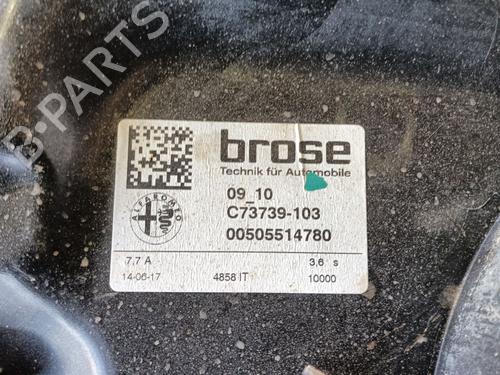 brose
Technik für Automobile
09_10
C73739-103
00505514780
ALFA ROMEO
7.7 A
3,6 s
14-06-17
4858 IT
10000
B-PARTS